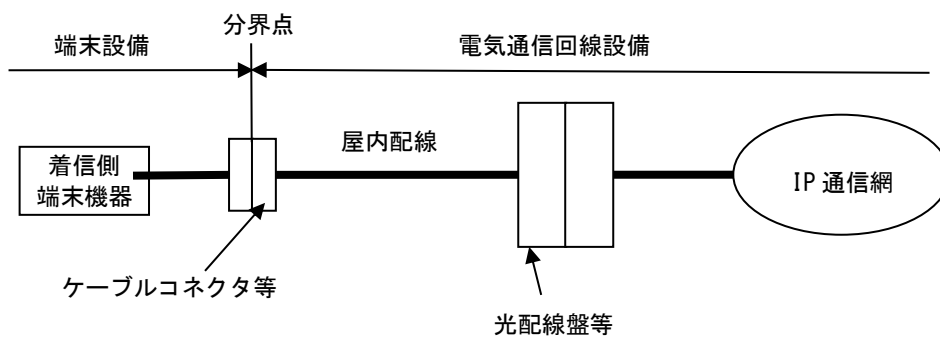 端末設備
分界点
電気通信回線設備
屋内配線
着信側
端末機器
IP 通信網
ケーブルコネクタ等
光配線盤等